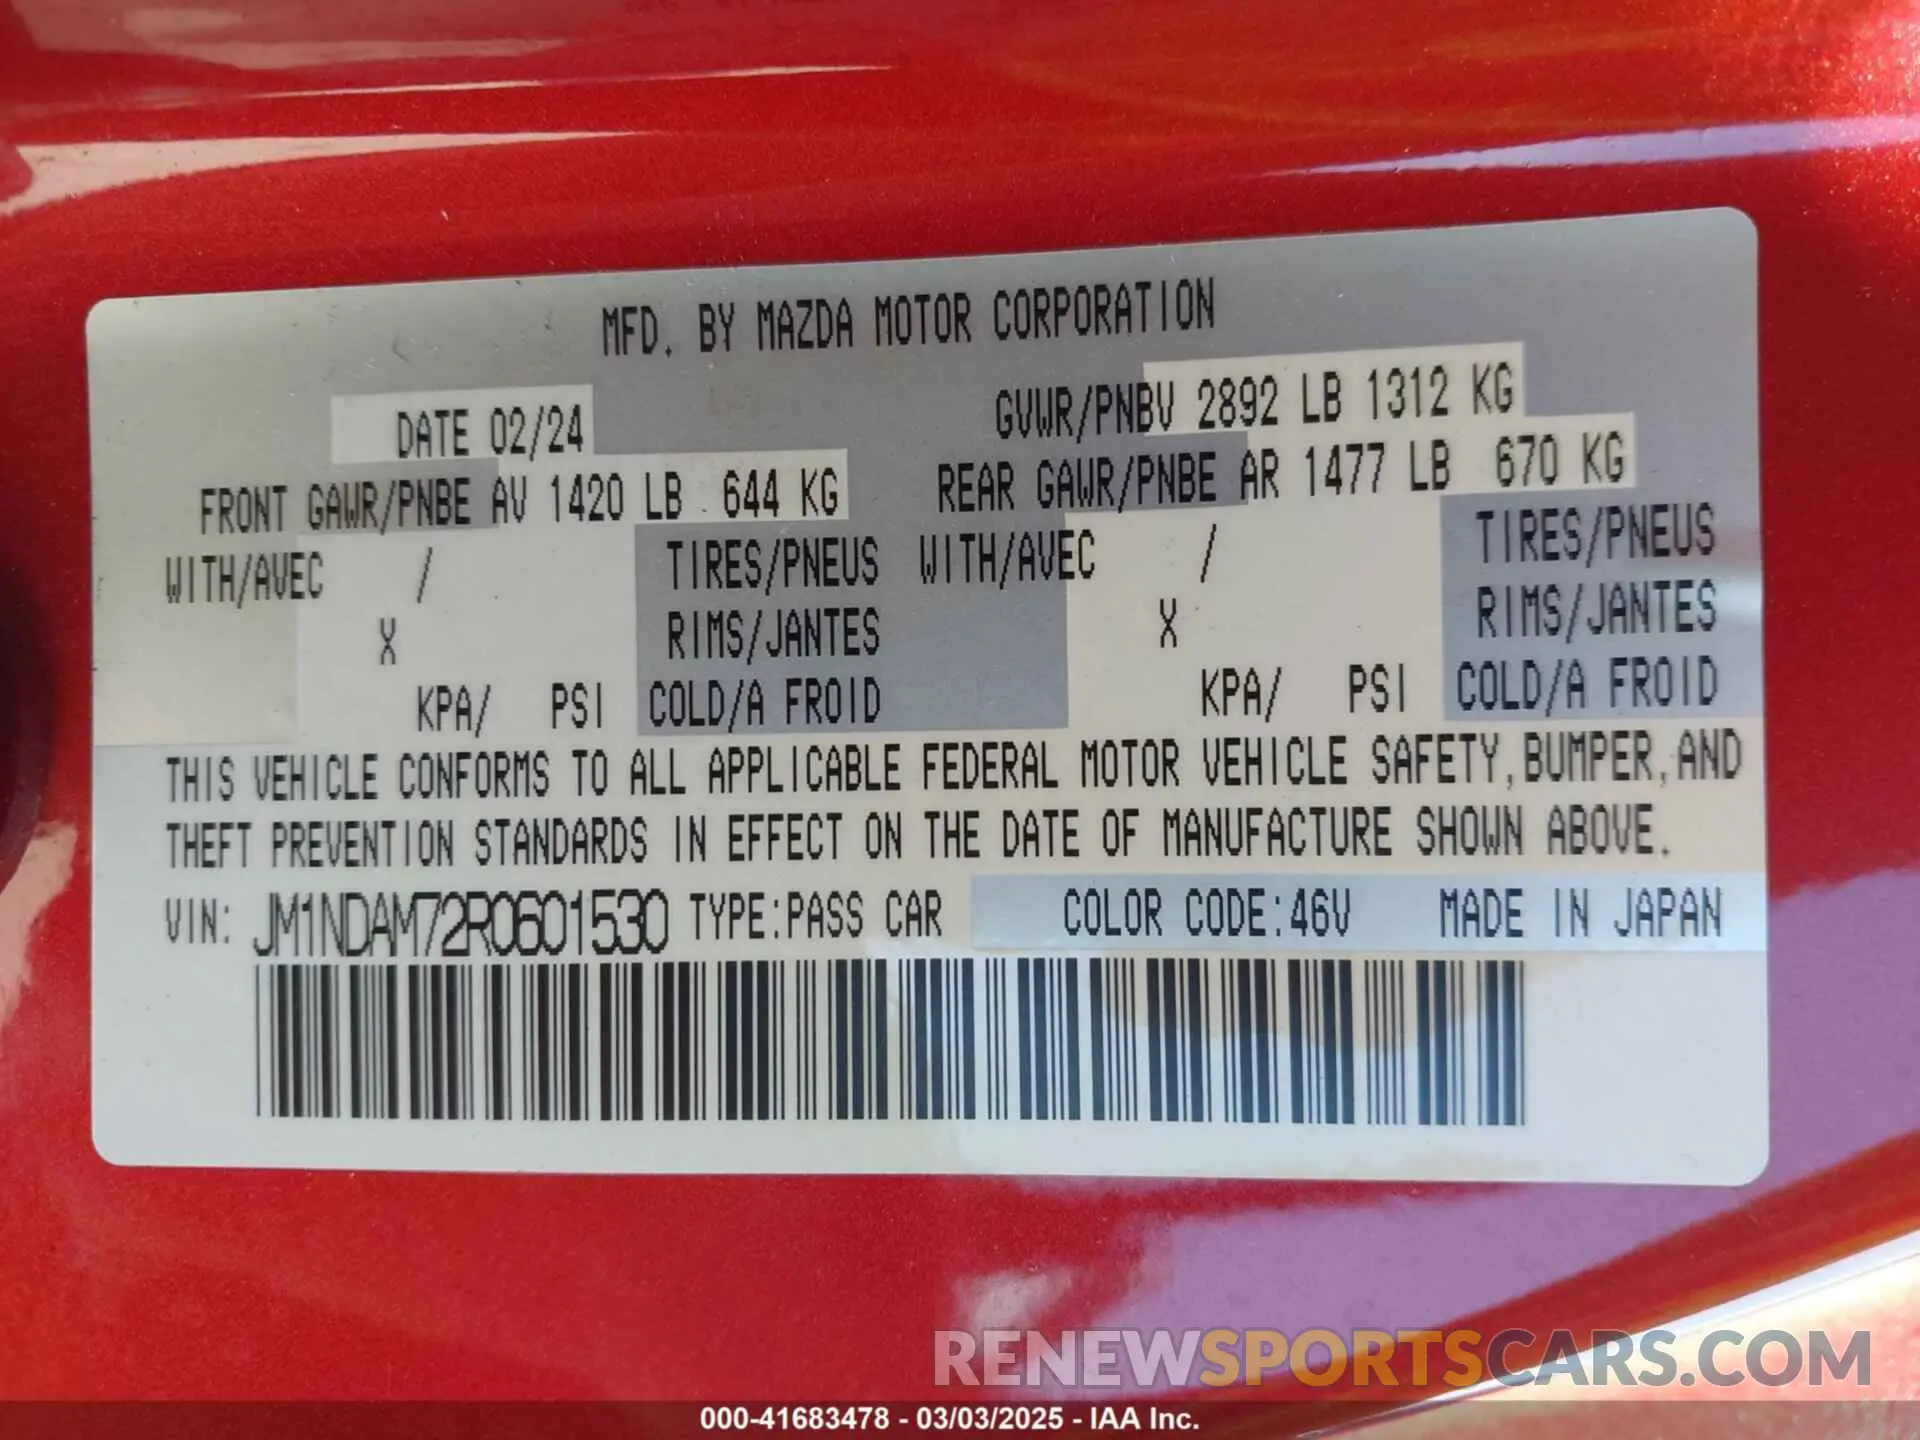 MFD. BY MAZDA MOTOR CORPORATION
DATE 02/24 GVWR/PNBV 2892 LB 1312 KG
FRONT GAWR/PNBE AV 1420 LB 644 KG REAR GAWR/PNBE AR 1477 LB 670 KG
WITH/AVEC / TIRES/PNEUS WITH/AVEC / TIRES/PNEUS
X RIMS/JANTES X RIMS/JANTES
KPA/ PSI COLD/A FROID KPA/ PSI COLD/A FROID
THIS VEHICLE CONFORMS TO ALL APPLICABLE FEDERAL MOTOR VEHICLE SAFETY,BUMPER,AND
THEFT PREVENTION STANDARDS IN EFFECT ON THE DATE OF MANUFACTURE SHOWN ABOVE.
VIN: JM1NDAM72R0601530 TYPE:PASS CAR COLOR CODE:46V MADE IN JAPAN
RENEWSPORTSCARS.COM
000-41683478 - 03/03/2025 - IAA Inc.